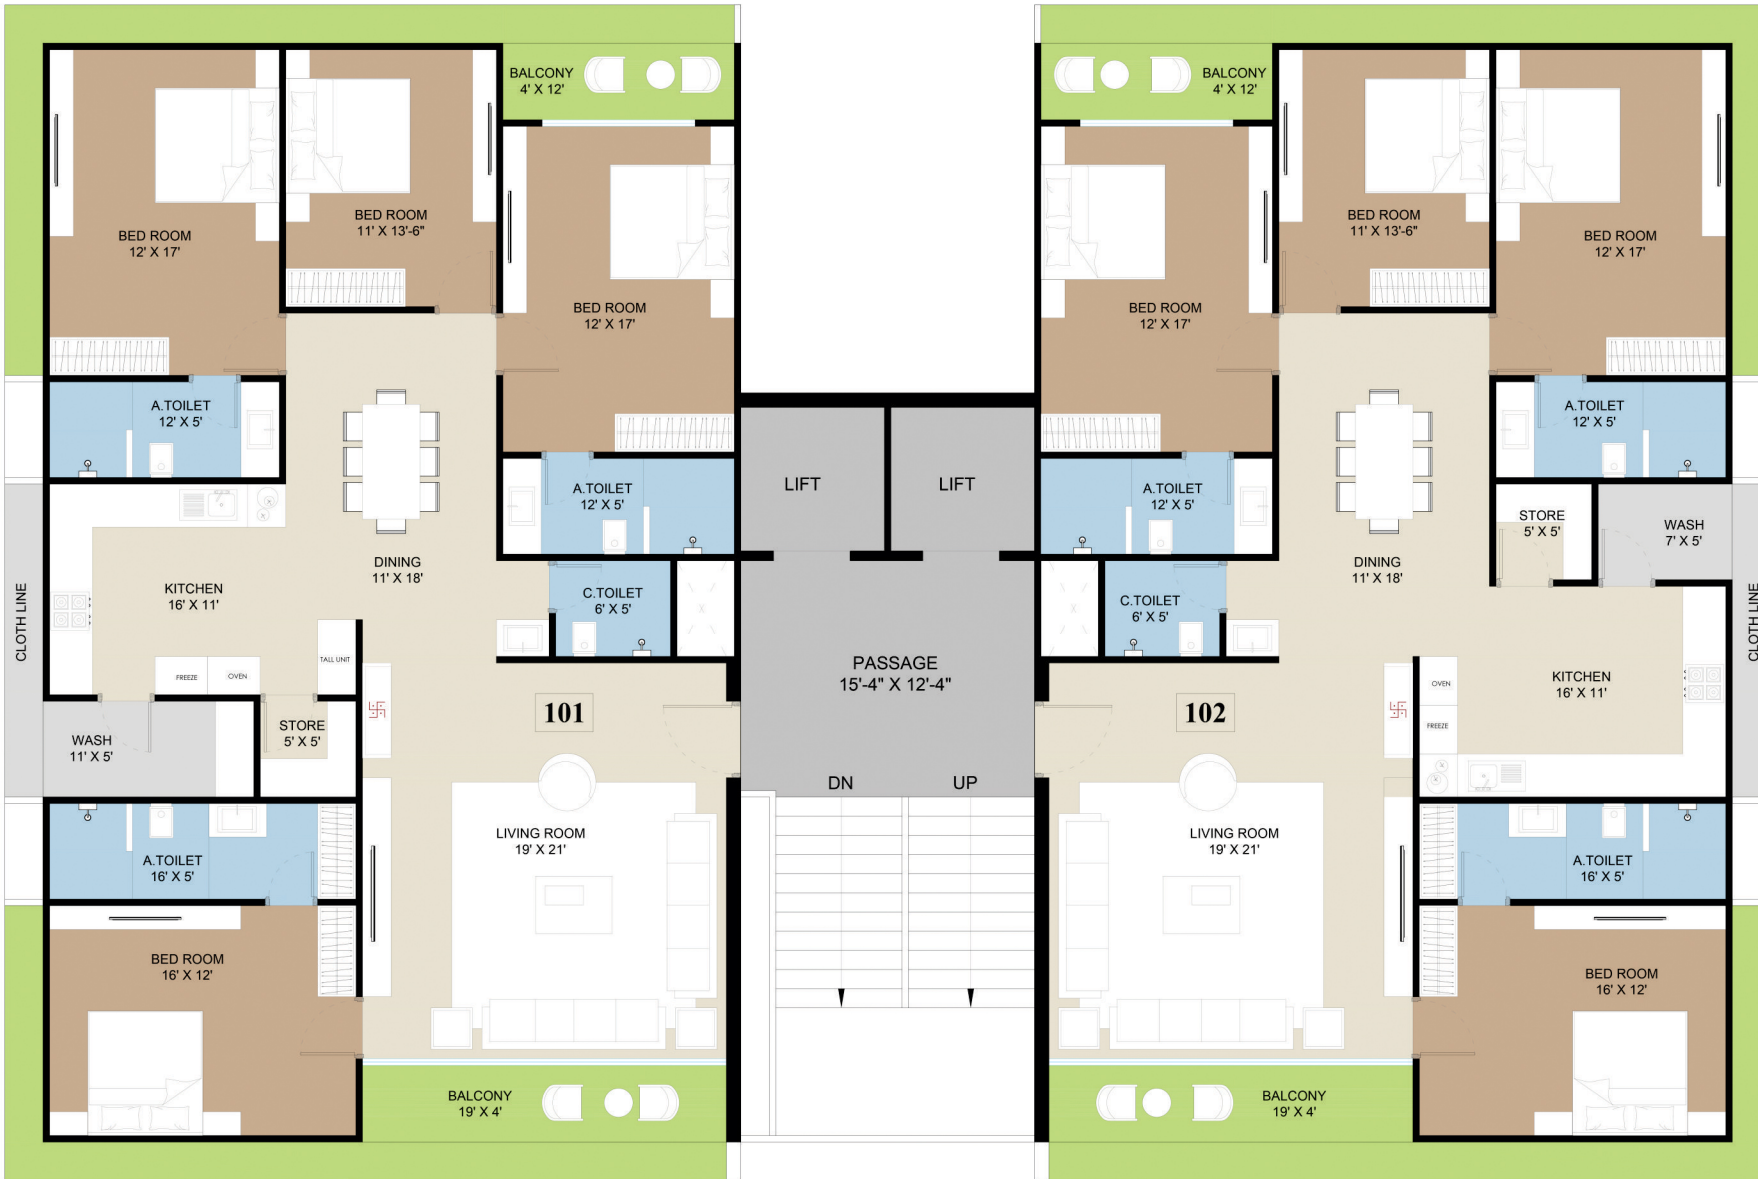 BALCONY
4' X 12'
BALCONY
4' X 12'
BED ROOM
12' X 17'
BED ROOM
11' X 13'-6"
BED ROOM
11' X 13'-6"
BED ROOM
12' X 17'
BED ROOM
12' X 17'
BED ROOM
12' X 17'
A.TOILET
12' X 5'
A.TOILET
12' X 5'
A.TOILET
12' X 5'
LIFT
LIFT
A.TOILET
12' X 5'
STORE
5' X 5'
WASH
7' X 5'
CLOTH LINE
KITCHEN
16' X 11'
DINING
11' X 18'
C.TOILET
6' X 5'
C.TOILET
6' X 5'
DINING
11' X 18'
CLOTH LINE
FREEZE
OVEN
TALL UNIT
PASSAGE
15'-4" X 12'-4"
OVEN
FREEZE
KITCHEN
16' X 11'
WASH
11' X 5'
STORE
5' X 5'
101
102
DN
UP
LIVING ROOM
19' X 21'
LIVING ROOM
19' X 21'
A.TOILET
16' X 5'
A.TOILET
16' X 5'
BED ROOM
16' X 12'
BED ROOM
16' X 12'
BALCONY
19' X 4'
BALCONY
19' X 4'